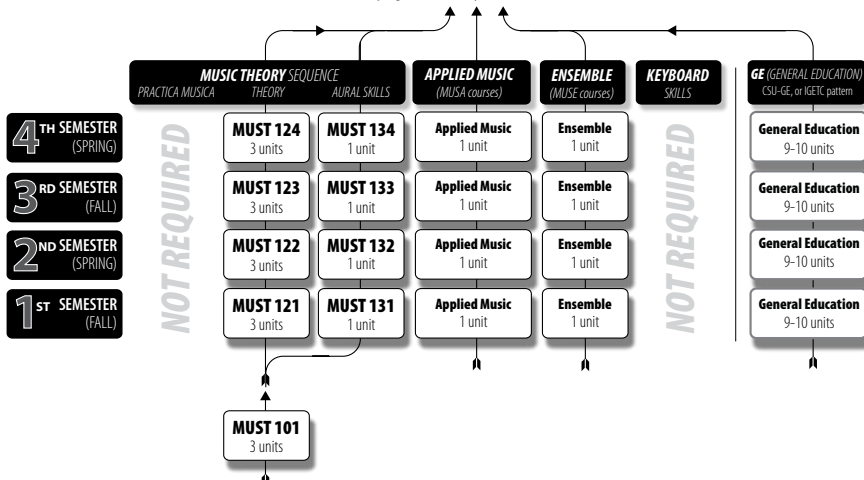 MUSIC THEORY SEQUENCE
PRACTICA MUSICA THEORY AURAL SKILLS
APPLIED MUSIC
(MUSA courses)
ENSEMBLE
(MUSE courses)
KEYBOARD
SKILLS
GE (GENERAL EDUCATION)
CSU-GE, or IGETC pattern
4TH SEMESTER
(SPRING)
MUST 124
3 units
MUST 134
1 unit
Applied Music
1 unit
Ensemble
1 unit
General Education
9-10 units
3RD SEMESTER
(FALL)
MUST 123
3 units
MUST 133
1 unit
Applied Music
1 unit
Ensemble
1 unit
General Education
9-10 units
2ND SEMESTER
(SPRING)
MUST 122
3 units
MUST 132
1 unit
Applied Music
1 unit
Ensemble
1 unit
General Education
9-10 units
1ST SEMESTER
(FALL)
MUST 121
3 units
MUST 131
1 unit
Applied Music
1 unit
Ensemble
1 unit
General Education
9-10 units
NOT REQUIRED
NOT REQUIRED
MUST 101
3 units